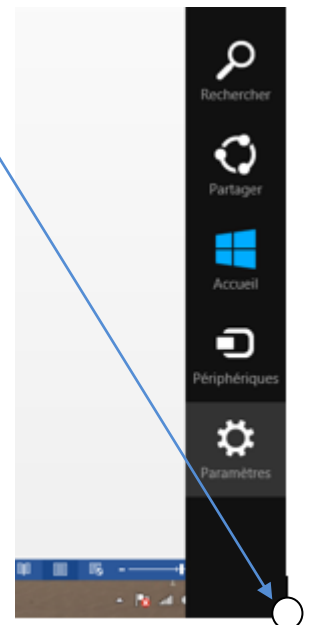 Rechercher
Partager
Accueil
Périphériques
Paramètres